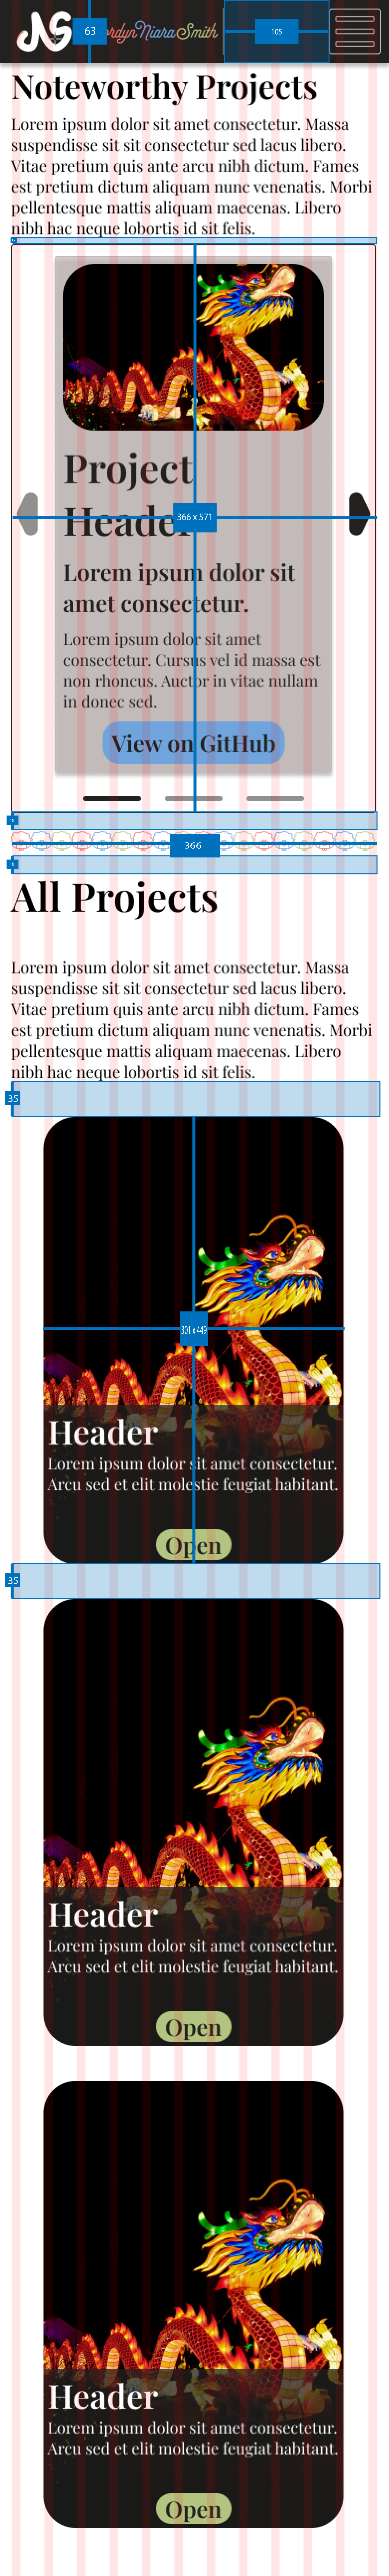 NS
63
ordynNiaraSmith
105
Noteworthy Projects
Lorem ipsum dolor sit amet consectetur. Massa
suspendisse sit sit consectetur sed lacus libero.
Vitae pretium quis ante arcu nibh dictum. Fames
est pretium dictum aliquam nunc venenatis. Morbi
pellentesque mattis aliquam maecenas. Libero
nibh hac neque lobortis id sit felis.
Project
Header
366 x 571
Lorem ipsum dolor sit
amet consectetur.
Lorem ipsum dolor sit amet
consectetur. Cursus vel id massa est
non rhoncus. Auctor in vitae nullam
in donec sed.
View on GitHub
366
All Projects
Lorem ipsum dolor sit amet consectetur. Massa
suspendisse sit sit consectetur sed lacus libero.
Vitae pretium quis ante arcu nibh dictum. Fames
est pretium dictum aliquam nunc venenatis. Morbi
pellentesque mattis aliquam maecenas. Libero
nibh hac neque lobortis id sit felis.
35
301 x 449
Header
Lorem ipsum dolor sit amet consectetur.
Arcu sed et elit molestie feugiat habitant.
Open
35
Header
Lorem ipsum dolor sit amet consectetur.
Arcu sed et elit molestie feugiat habitant.
Open
Header
Lorem ipsum dolor sit amet consectetur.
Arcu sed et elit molestie feugiat habitant.
Open